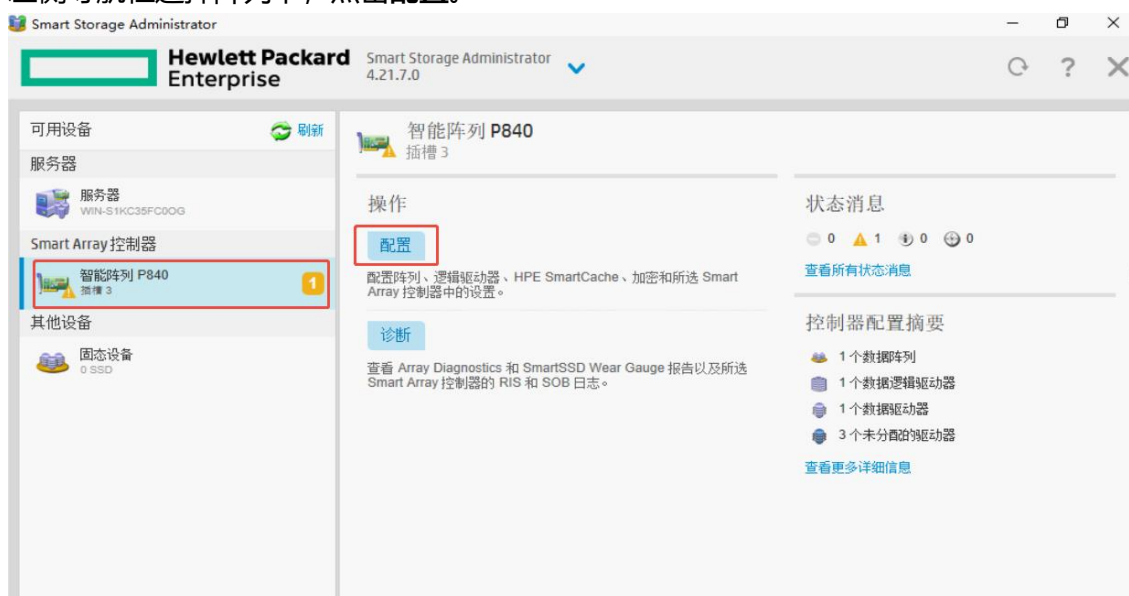 Smart Storage Administrator
Hewlett Packard
Enterprise
Smart Storage Administrator
4.21.7.0
可用设备
刷新
服务器
服务器
WIN-S1KC35FC0OG
Smart Array 控制器
智能阵列 P840
插槽 3
1
其他设备
固态设备
0 SSD
智能阵列 P840
插槽 3
操作
配置
配置阵列、逻辑驱动器、HPE SmartCache、加密和所选 Smart
Array 控制器中的设置。
诊断
查看 Array Diagnostics 和 SmartSSD Wear Gauge 报告以及所选
Smart Array 控制器的 RIS 和 SOB 日志。
状态消息
0 1 0 0
查看所有状态消息
控制器配置摘要
1 个数据阵列
1 个数据逻辑驱动器
1 个数据驱动器
3 个未分配的驱动器
查看更多详细信息